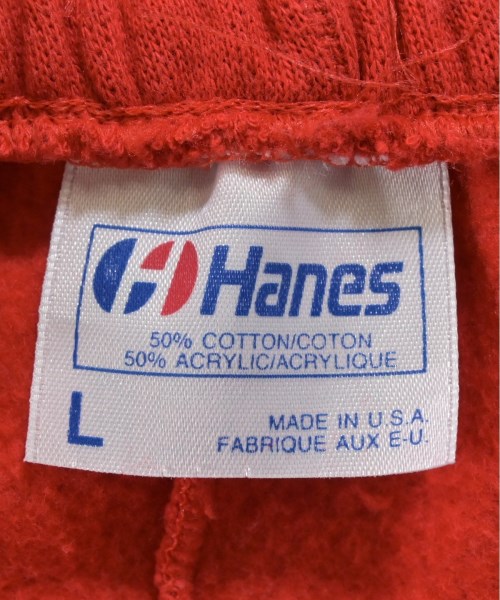 Hanes
50% COTTON/COTON
50% ACRYLIC/ACRYLIQUE
L
MADE IN U.S.A.
FABRIQUE AUX E-U.